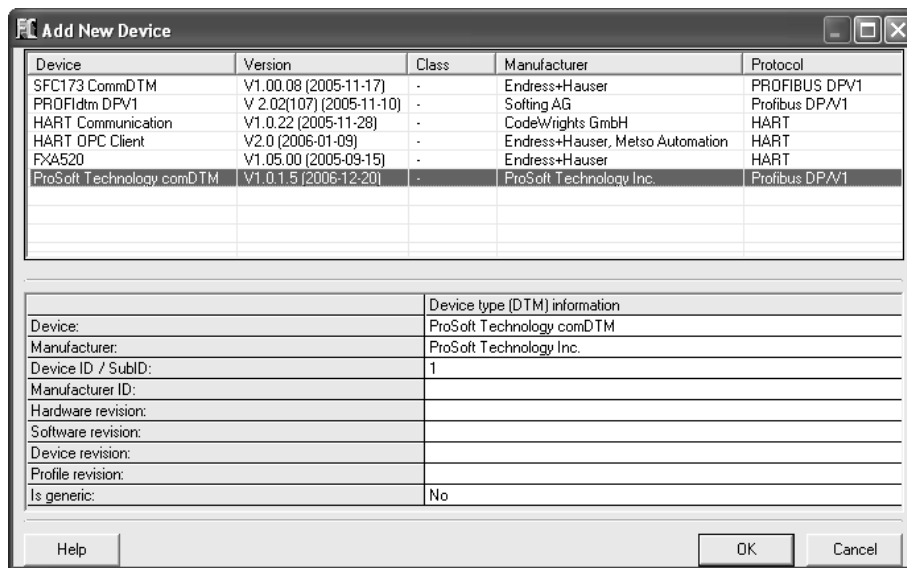 FC Add New Device
Device Version Class Manufacturer Protocol
SFC173 CommDTM V1.00.08 (2005-11-17) - Endress+Hauser PROFIBUS DPV1
PROFIdtm DPV1 V 2.02(107) (2005-11-10) - Softing AG Profibus DP/V1
HART Communication V1.0.22 (2005-11-28) - CodeWrights GmbH HART
HART OPC Client V2.0 (2006-01-09) - Endress+Hauser, Metso Automation HART
FXA520 V1.05.00 (2005-09-15) - Endress+Hauser HART
ProSoft Technology comDTM V1.0.1.5 (2006-12-20) - ProSoft Technology Inc. Profibus DP/V1
Device type (DTM) information
Device: ProSoft Technology comDTM
Manufacturer: ProSoft Technology Inc.
Device ID / SubID: 1
Manufacturer ID:
Hardware revision:
Software revision:
Device revision:
Profile revision:
Is generic: No
Help OK Cancel